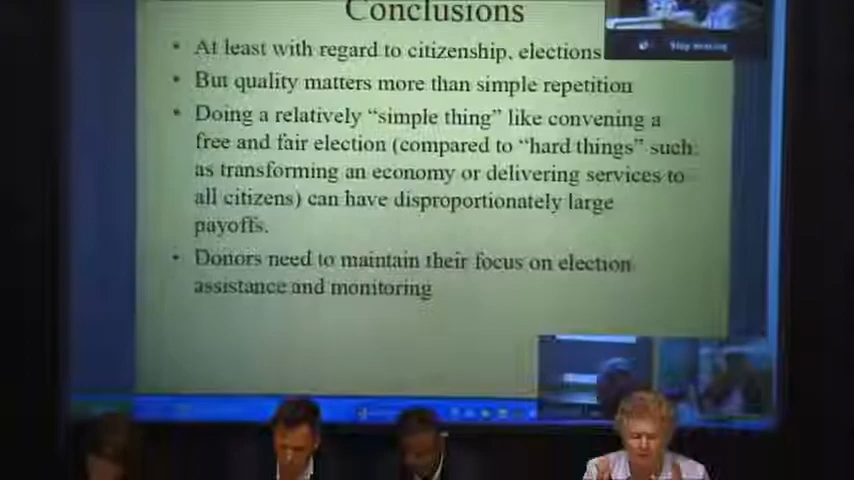 Conclusions
• At least with regard to citizenship, elections
• But quality matters more than simple repetition
• Doing a relatively “simple thing” like convening a
free and fair election (compared to “hard things” such
as transforming an economy or delivering services to
all citizens) can have disproportionately large
payoffs.
• Donors need to maintain their focus on election
assistance and monitoring